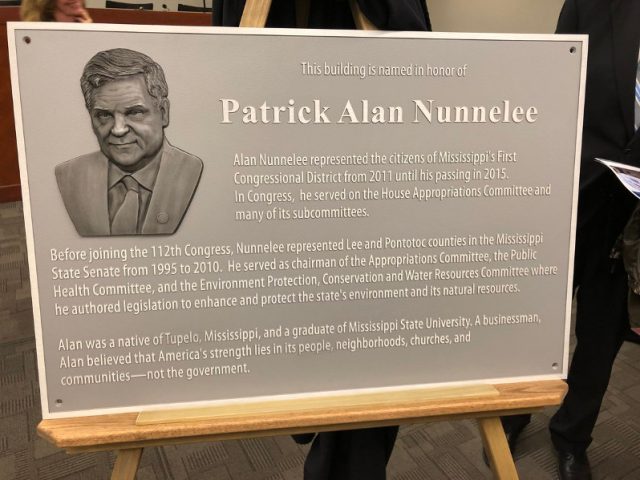 This building is named in honor of
Patrick Alan Nunnelee
Alan Nunnelee represented the citizens of Mississippi's First
Congressional District from 2011 until his passing in 2015.
In Congress, he served on the House Appropriations Committee and
many of its subcommittees.
Before joining the 112th Congress, Nunnelee represented Lee and Pontotoc counties in the Mississippi
State Senate from 1995 to 2010. He served as chairman of the Appropriations Committee, the Public
Health Committee, and the Environment Protection, Conservation and Water Resources Committee where
he authored legislation to enhance and protect the state's environment and its natural resources.
Alan was a native of Tupelo, Mississippi, and a graduate of Mississippi State University. A businessman,
Alan believed that America's strength lies in its people, neighborhoods, churches, and
communities—not the government.